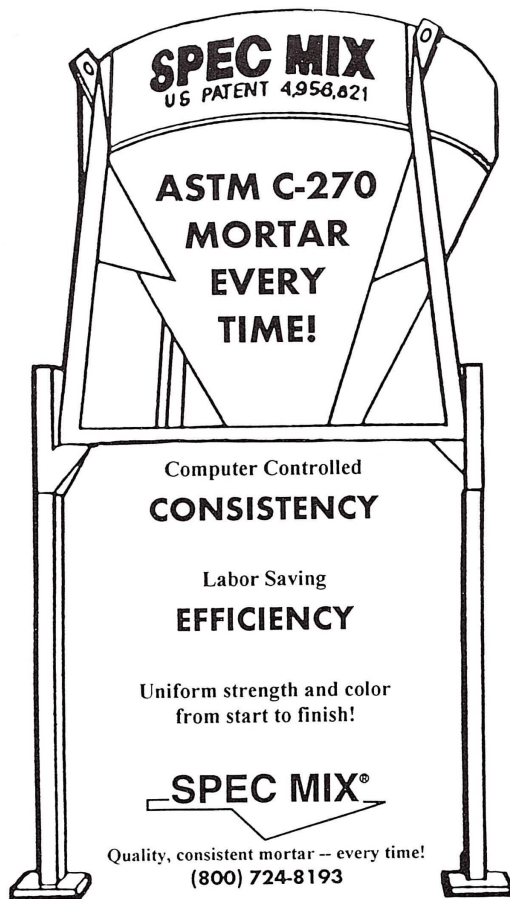 SPEC MIX
US PATENT 4,956,821
ASTM C-270
MORTAR
EVERY
TIME!
Computer Controlled
CONSISTENCY
Labor Saving
EFFICIENCY
Uniform strength and color
from start to finish!
SPEC MIX®
Quality, consistent mortar -- every time!
(800) 724-8193